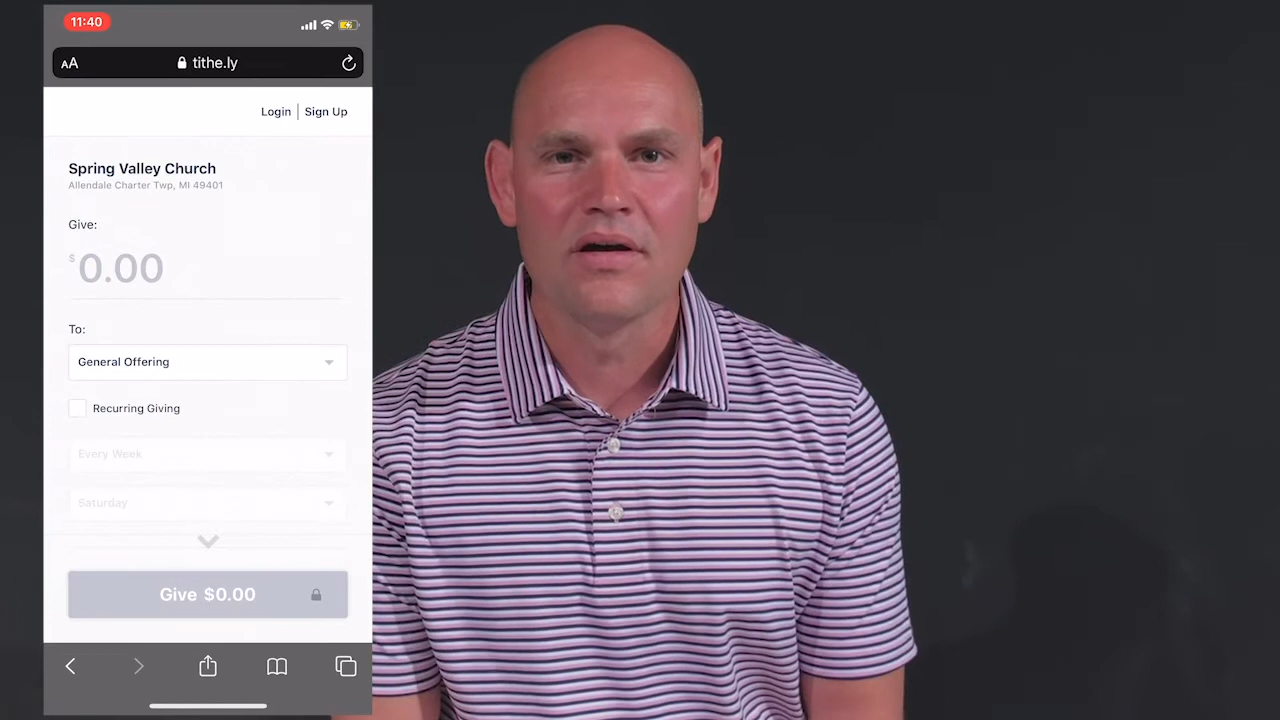 11:40
AA tithe.ly
Login | Sign Up
Spring Valley Church
Allendale Charter Twp, MI 49401
Give:
$0.00
To:
General Offering
Recurring Giving
Every Week
Saturday
Give $0.00